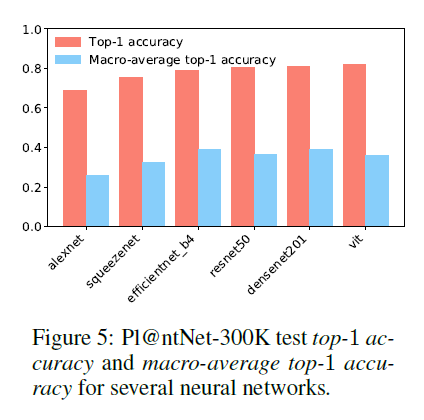 1.0
0.8
0.6
0.4
0.2
0.0
Top-1 accuracy
Macro-average top-1 accuracy
alexnet
squeezenet
efficientnet_b4
resnet50
densenet201
vit
Figure 5: Pl@ntNet-300K test top-1 ac-
curacy and macro-average top-1 accu-
racy for several neural networks.